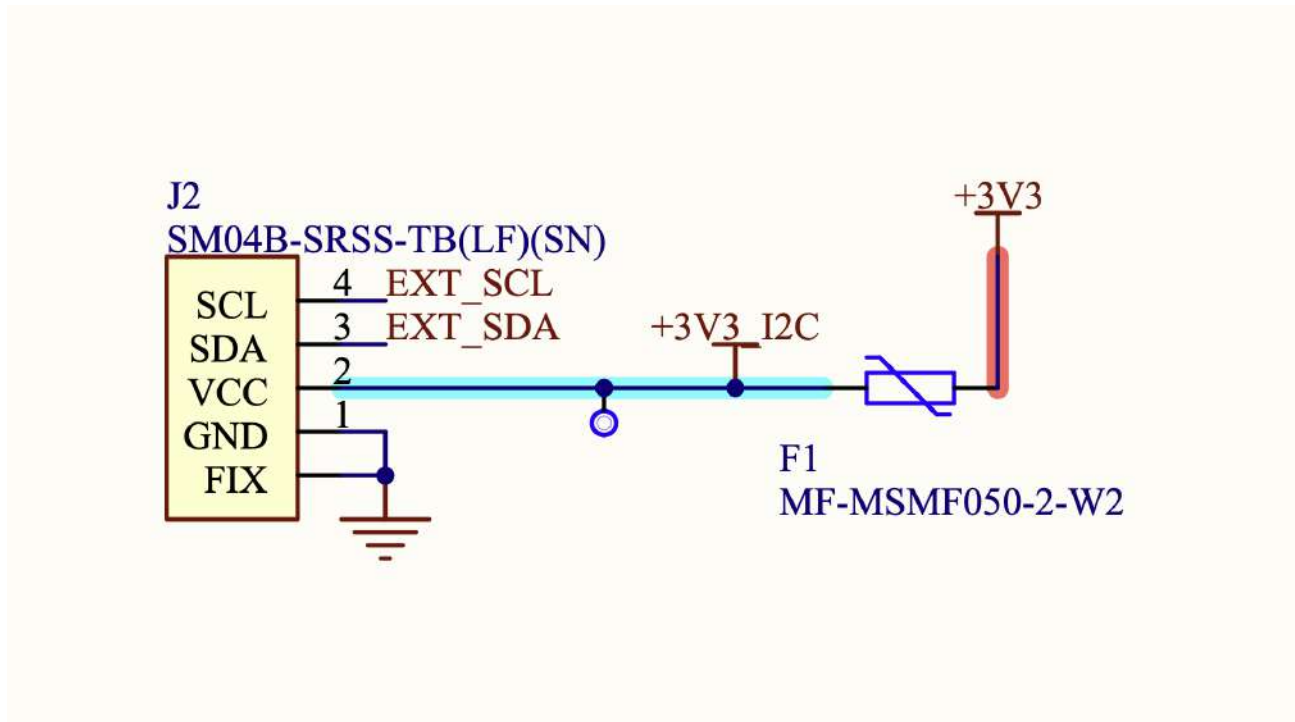 J2
SM04B-SRSS-TB(LF)(SN)
+3V3
SCL
4
EXT_SCL
SDA
3
EXT_SDA
+3V3_I2C
VCC
2
GND
1
FIX
F1
MF-MSMF050-2-W2